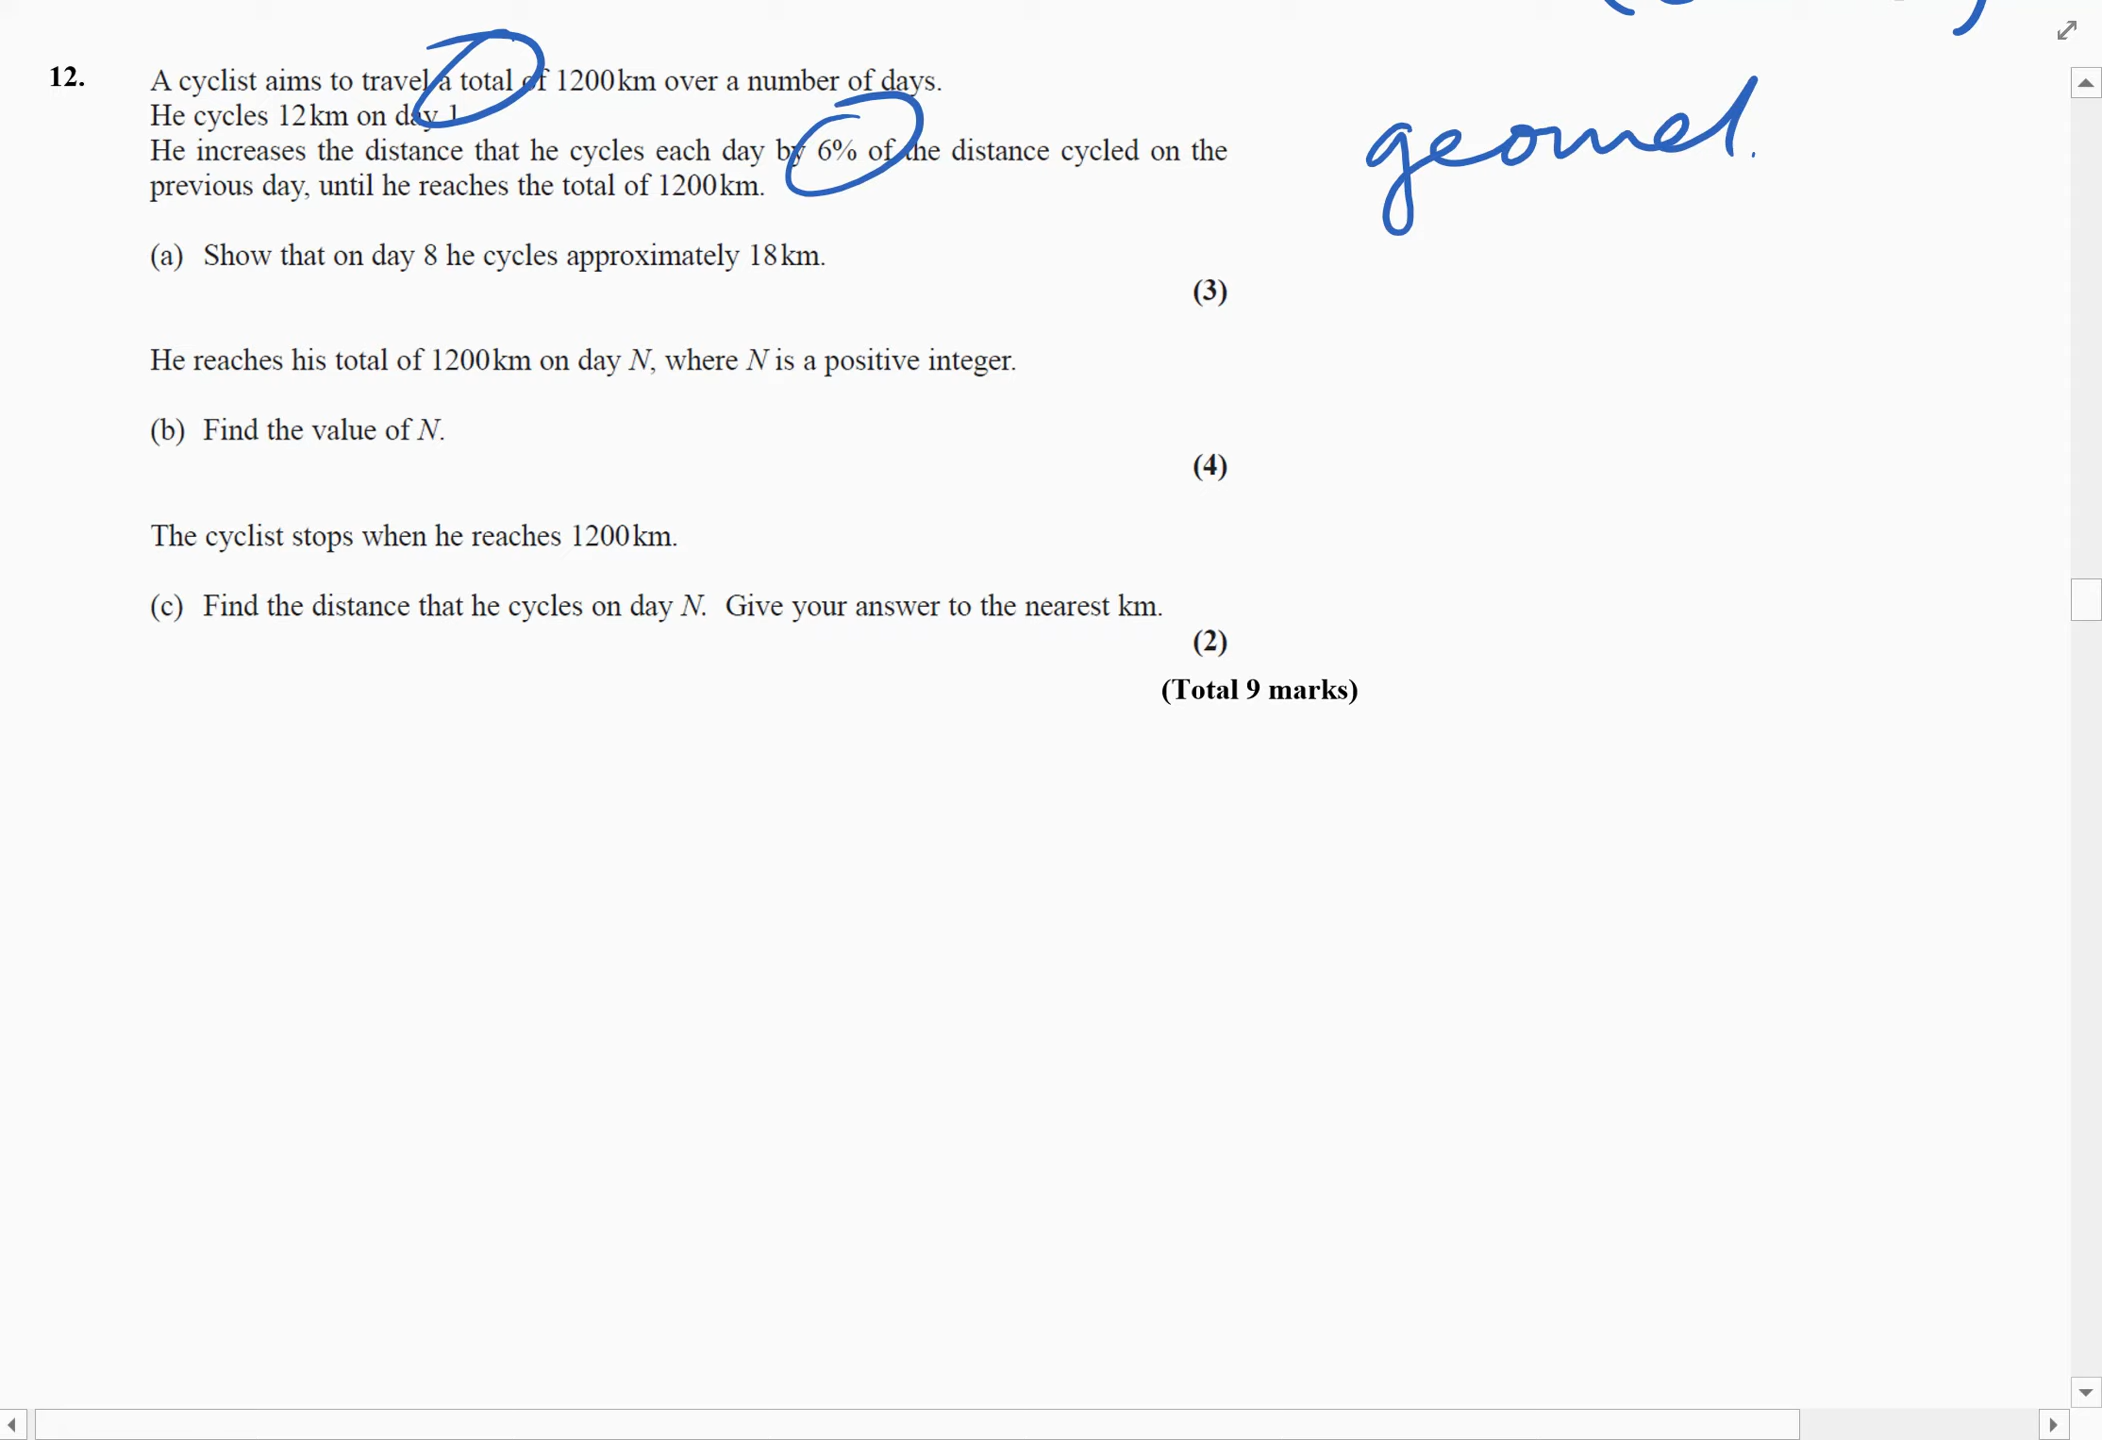 12. A cyclist aims to travel a total of 1200 km over a number of days.
He cycles 12 km on day 1.
He increases the distance that he cycles each day by 6% of the distance cycled on the
previous day, until he reaches the total of 1200 km.
geomet.
(a) Show that on day 8 he cycles approximately 18 km.
(3)
He reaches his total of 1200 km on day N, where N is a positive integer.
(b) Find the value of N.
(4)
The cyclist stops when he reaches 1200 km.
(c) Find the distance that he cycles on day N. Give your answer to the nearest km.
(2)
(Total 9 marks)